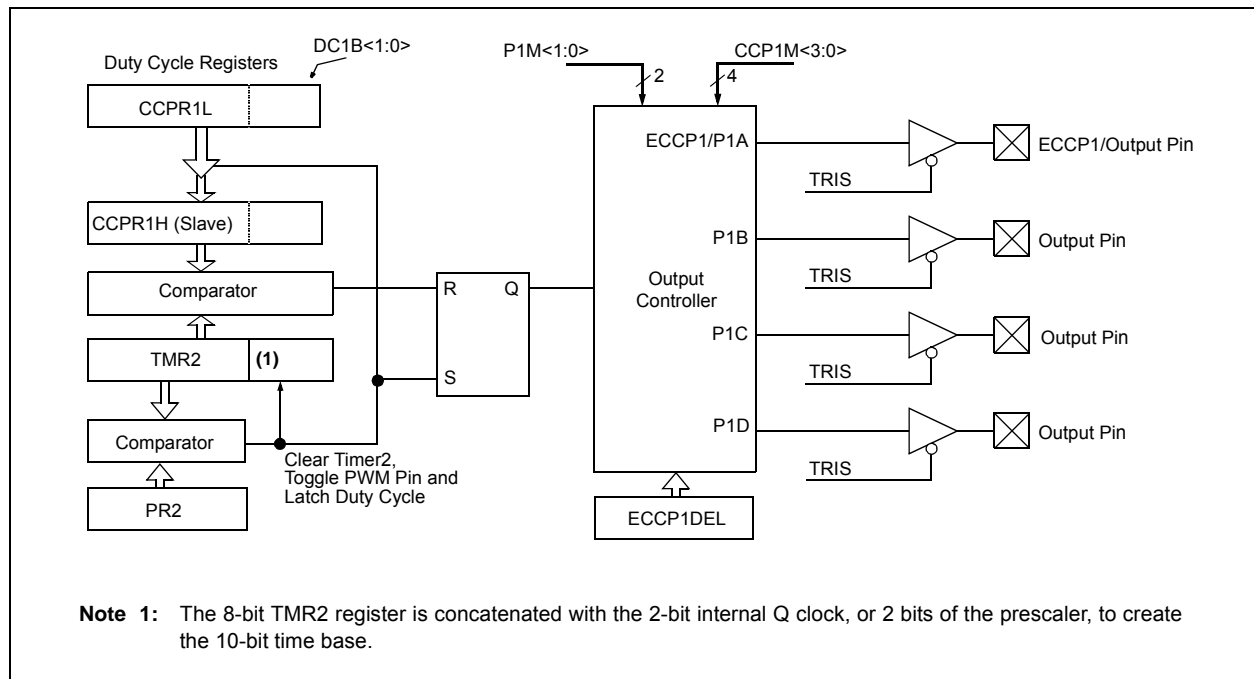 DC1B<1:0>
P1M<1:0>
CCP1M<3:0>
Duty Cycle Registers
2
4
CCPR1L
ECCP1/P1A
ECCP1/Output Pin
TRIS
CCPR1H (Slave)
P1B
Output Pin
TRIS
Comparator
R
Q
Output
Controller
P1C
Output Pin
TMR2
(1)
TRIS
S
P1D
Output Pin
Comparator
Clear Timer2,
Toggle PWM Pin and
Latch Duty Cycle
TRIS
PR2
ECCP1DEL
Note 1: The 8-bit TMR2 register is concatenated with the 2-bit internal Q clock, or 2 bits of the prescaler, to create
the 10-bit time base.